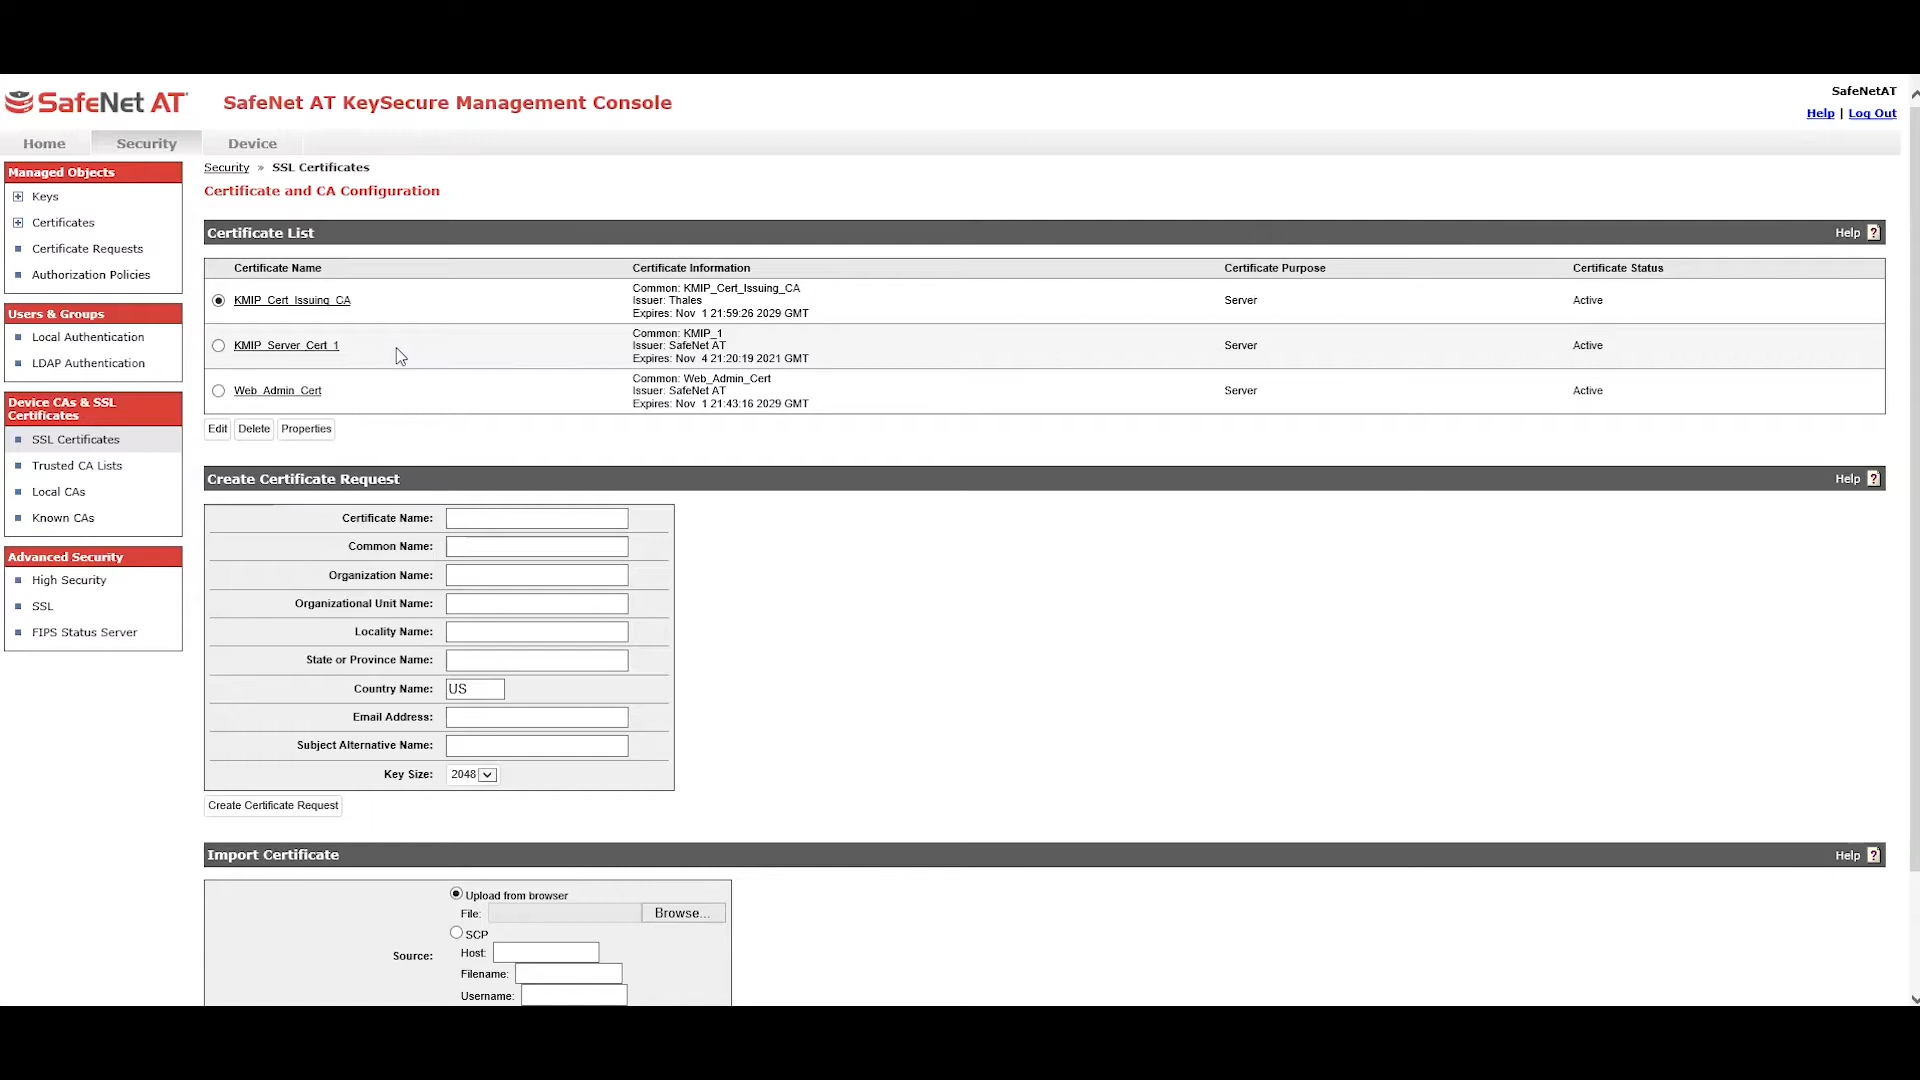 SafeNet AT
SafeNet AT KeySecure Management Console
SafeNetAT
Help | Log Out
Home
Security
Device
Managed Objects
Keys
Certificates
Certificate Requests
Authorization Policies
Users & Groups
Local Authentication
LDAP Authentication
Device CAs & SSL
Certificates
SSL Certificates
Trusted CA Lists
Local CAs
Known CAs
Advanced Security
High Security
SSL
FIPS Status Server
Security » SSL Certificates
Certificate and CA Configuration
Certificate List
Help ?
Certificate Name
Certificate Information
Certificate Purpose
Certificate Status
KMIP_Cert_Issuing_CA
Common: KMIP_Cert_Issuing_CA
Issuer: Thales
Expires: Nov 1 21:59:26 2029 GMT
Server
Active
KMIP_Server_Cert_1
Common: KMIP_1
Issuer: SafeNet AT
Expires: Nov 4 21:20:19 2021 GMT
Server
Active
Web_Admin_Cert
Common: Web_Admin_Cert
Issuer: SafeNet AT
Expires: Nov 1 21:43:16 2029 GMT
Server
Active
Edit
Delete
Properties
Create Certificate Request
Help ?
Certificate Name:
Common Name:
Organization Name:
Organizational Unit Name:
Locality Name:
State or Province Name:
Country Name: US
Email Address:
Subject Alternative Name:
Key Size: 2048
Create Certificate Request
Import Certificate
Help ?
Source:
Upload from browser
File: Browse...
SCP
Host:
Filename:
Username: